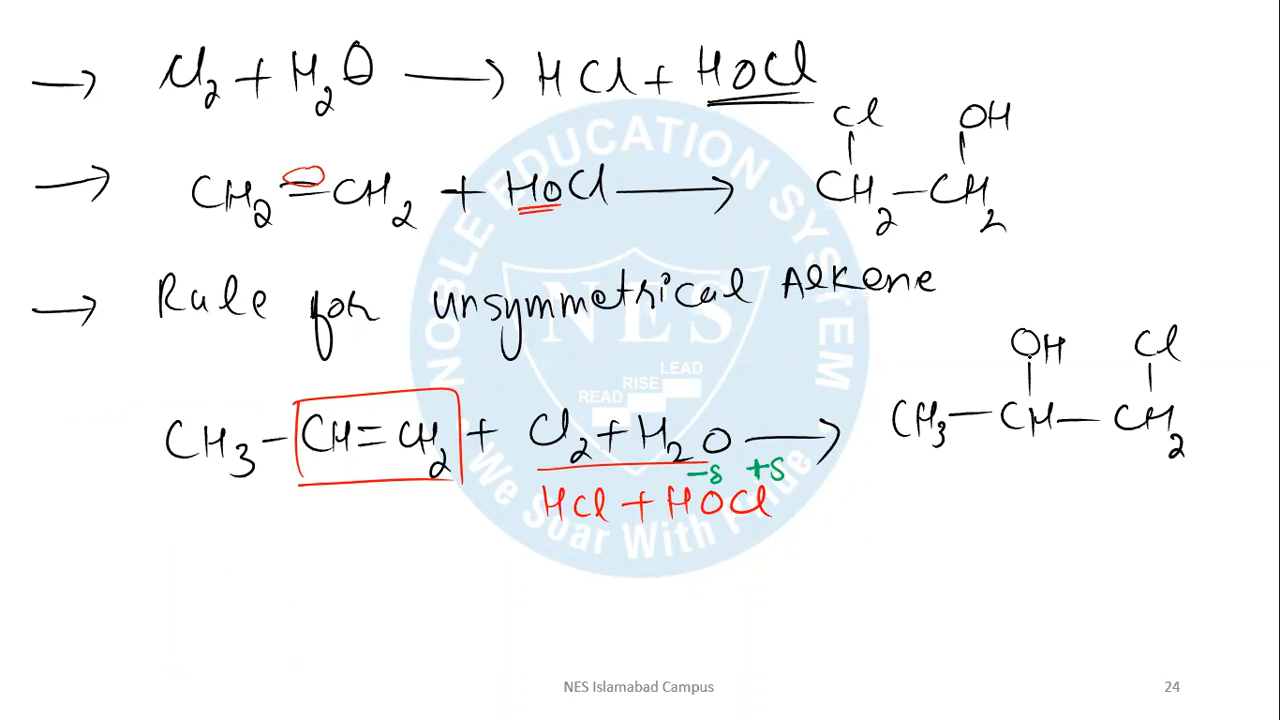 → Cl₂ + H₂O ⟶ HCl + HOCl
Cl OH
→ CH₂ = CH₂ + HOCl ⟶ CH₂ – CH₂
→ Rule for unsymmetrical Alkene
OH Cl
CH₃ – CH = CH₂ + Cl₂ + H₂O ⟶ CH₃ – CH – CH₂
−δ +δ
HCl + HOCl
NOBLE EDUCATION SYSTEM
NES
READ RISE LEAD
We Soar With Pride
NES Islamabad Campus
24